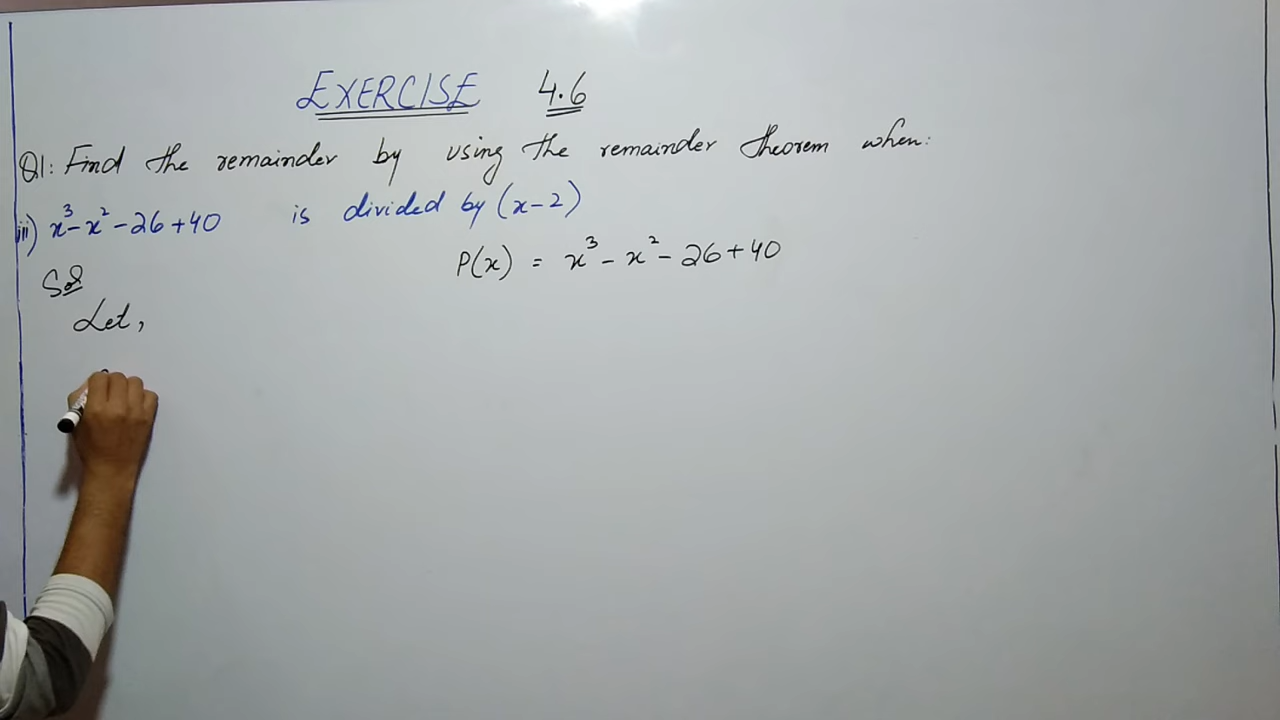 EXERCISE 4.6
Q1: Find the remainder by using the remainder theorem when:
iii) x³-x²-26+40 is divided by (x-2)
P(x) = x³-x²-26+40
Sol
Let,